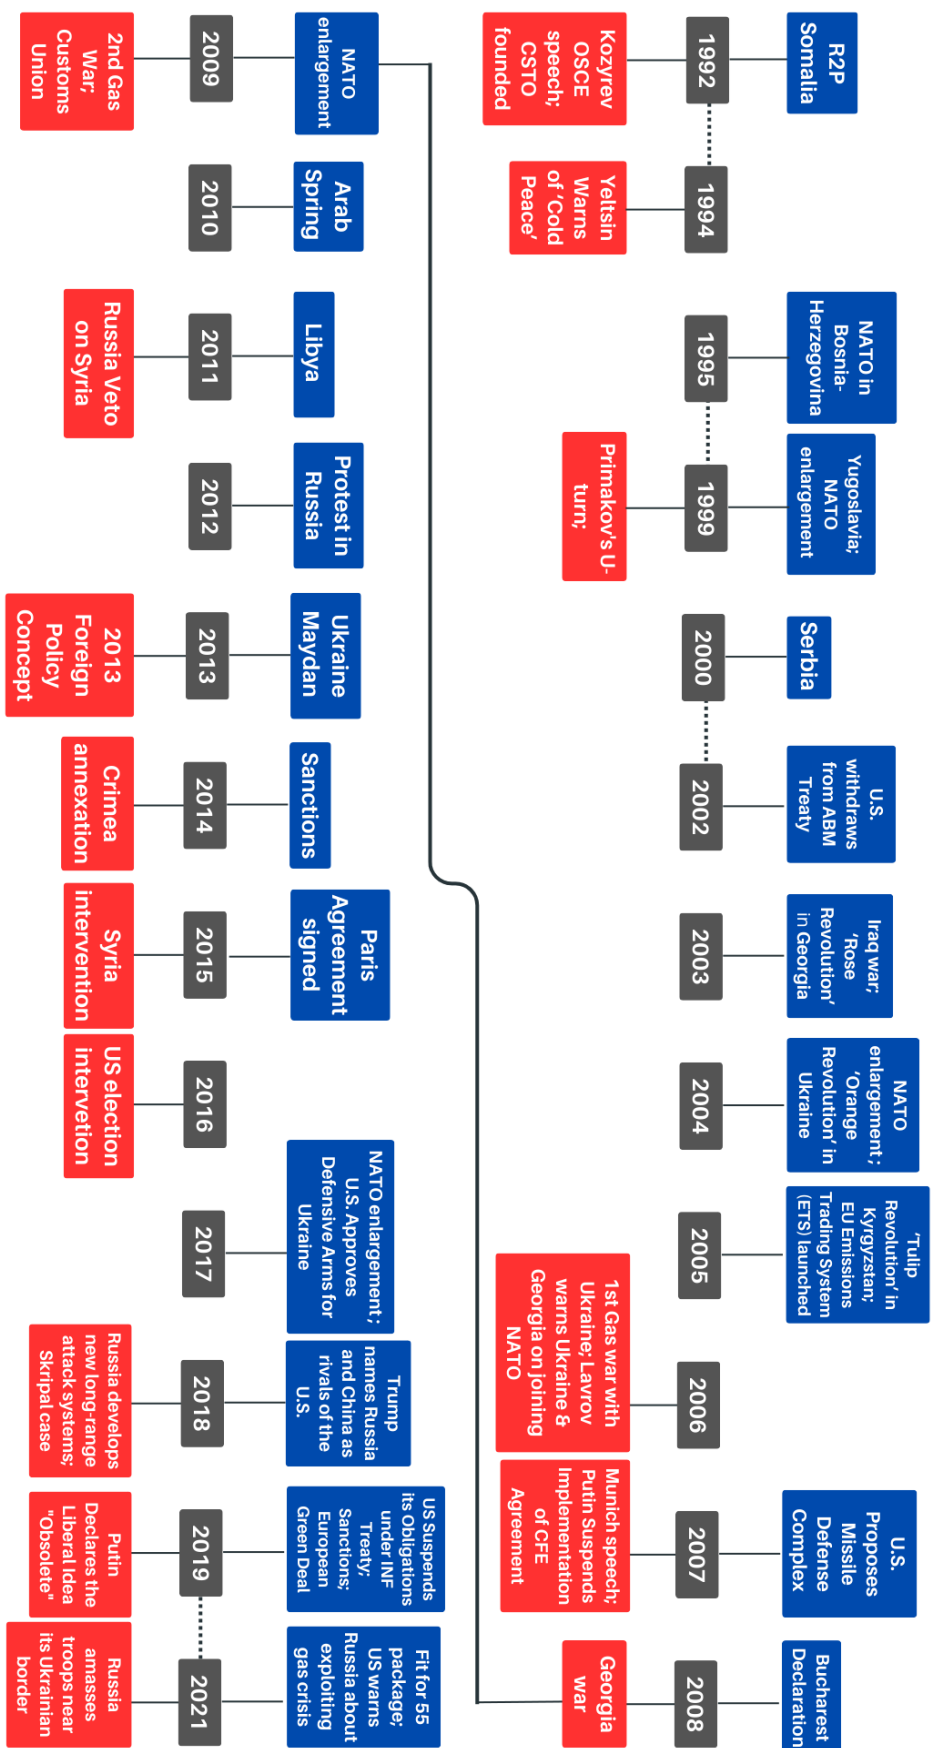 R2P
Somalia
1992
Kozyrev
OSCE
speech;
CSTO
founded
1994
Yeltsin
Warns
of ‘Cold
Peace’
NATO in
Bosnia-
Herzegovina
1995
Yugoslavia;
NATO
enlargement
1999
Primakov's U-
turn;
Serbia
2000
U.S.
withdraws
from ABM
Treaty
2002
Iraq war;
‘Rose
Revolution’
in Georgia
2003
NATO
enlargement;
‘Orange
Revolution’ in
Ukraine
2004
‘Tulip
Revolution’ in
Kyrgyzstan;
EU Emissions
Trading System
(ETS) launched
2005
2006
1st Gas war with
Ukraine; Lavrov
warns Ukraine &
Georgia on joining
NATO
U.S.
Proposes
Missile
Defense
Complex
2007
Munich speech;
Putin Suspends
Implementation
of CFE
Agreement
Bucharest
Declaration
2008
Georgia
war
NATO
enlargement
2009
2nd Gas
War;
Customs
Union
Arab
Spring
2010
Libya
2011
Russia Veto
on Syria
Protest in
Russia
2012
Ukraine
Maydan
2013
2013
Foreign
Policy
Concept
Sanctions
2014
Crimea
annexation
Paris
Agreement
signed
2015
Syria
intervention
2016
US election
intervetion
NATO enlargement;
U.S. Approves
Defensive Arms for
Ukraine
2017
Trump
names Russia
and China as
rivals of the
U.S.
2018
Russia develops
new long-range
attack systems;
Skripal case
US Suspends
its Obligations
under INF
Treaty;
Sanctions;
European
Green Deal
2019
Putin
Declares the
Liberal Idea
"Obsolete"
Fit for 55
package;
US warns
Russia about
exploiting
gas crisis
2021
Russia
amasses
troops near
its Ukrainian
border